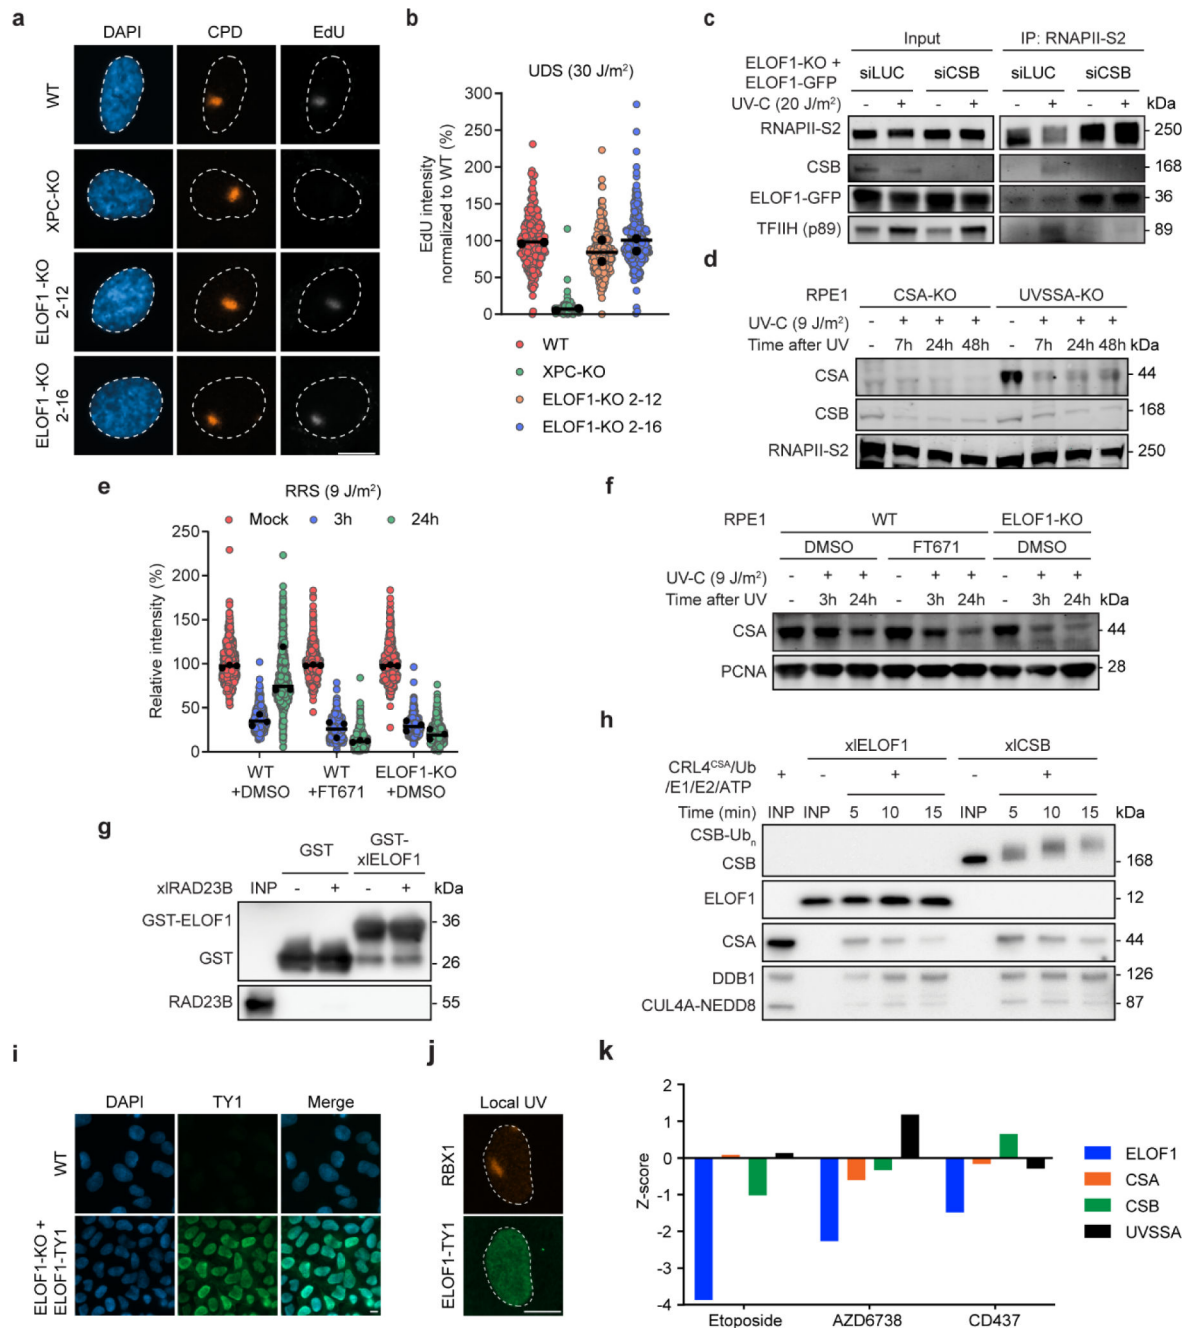 a
DAPI CPD EdU
WT
XPC-KO
ELOF1-KO
2-12
ELOF1-KO
2-16
b
UDS (30 J/m²)
EdU intensity
normalized to WT (%)
300
250
200
150
100
50
0
WT
XPC-KO
ELOF1-KO 2-12
ELOF1-KO 2-16
c
Input IP: RNAPII-S2
ELOF1-KO +
ELOF1-GFP
siLUC siCSB siLUC siCSB
UV-C (20 J/m²) - + - + - + - + kDa
RNAPII-S2 250
CSB 168
ELOF1-GFP 36
TFIIH (p89) 89
d
RPE1 CSA-KO UVSSA-KO
UV-C (9 J/m²) - + + + - + + +
Time after UV - 7h 24h 48h - 7h 24h 48h kDa
CSA 44
CSB 168
RNAPII-S2 250
e
RRS (9 J/m²)
Mock 3h 24h
Relative intensity (%)
250
200
150
100
50
0
WT WT ELOF1-KO
+DMSO +FT671 +DMSO
f
RPE1 WT ELOF1-KO
DMSO FT671 DMSO
UV-C (9 J/m²) - + + - + + - + +
Time after UV - 3h 24h - 3h 24h - 3h 24h kDa
CSA 44
PCNA 28
g
GST GST-
xlELOF1
xlRAD23B INP - + - + kDa
GST-ELOF1 36
GST 26
RAD23B 55
h
xlELOF1 xlCSB
CRL4CSA/Ub
/E1/E2/ATP + - + - +
Time (min) INP INP 5 10 15 INP 5 10 15 kDa
CSB-Ubn
CSB 168
ELOF1 12
CSA 44
DDB1 126
CUL4A-NEDD8 87
i
DAPI TY1 Merge
WT
ELOF1-KO +
ELOF1-TY1
j
Local UV
RBX1
ELOF1-TY1
k
Z-score
2
1
0
-1
-2
-3
-4
Etoposide AZD6738 CD437
ELOF1
CSA
CSB
UVSSA